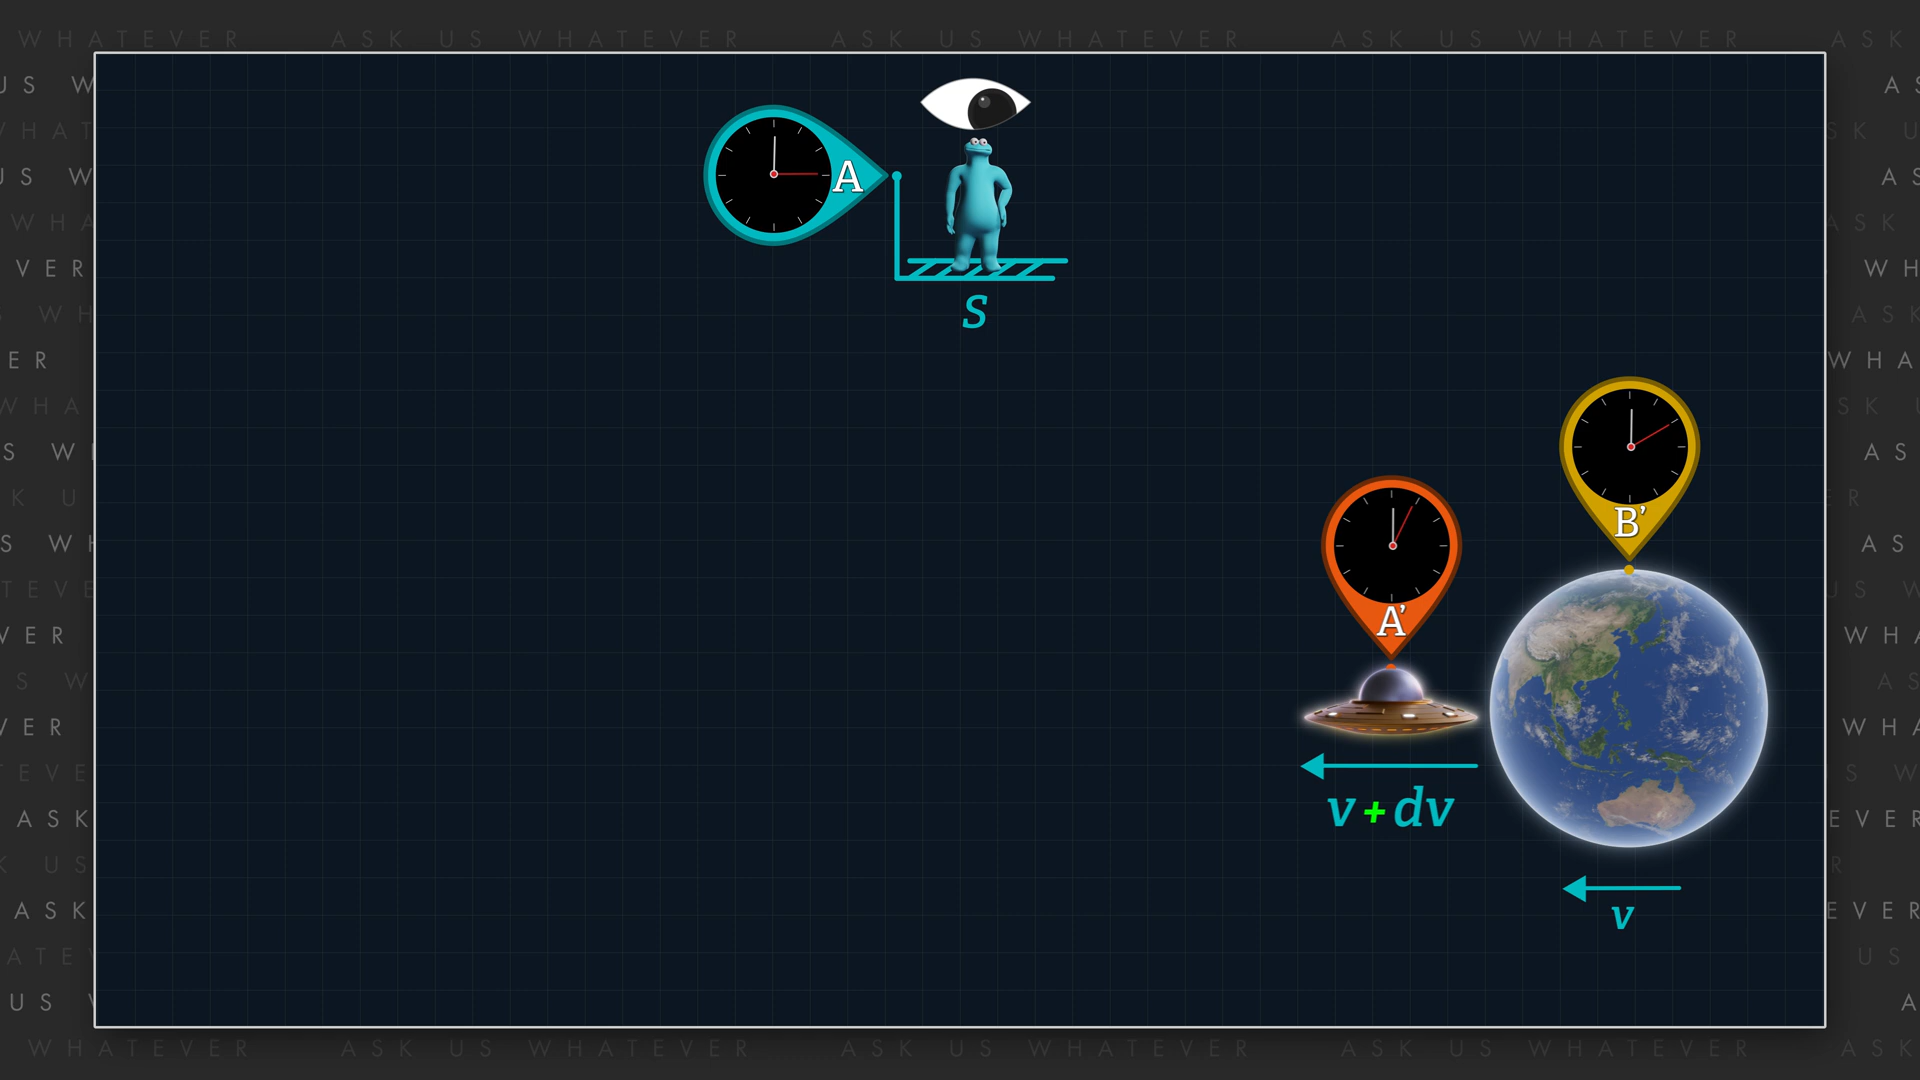 WHATEVER ASK US WHATEVER ASK US WHATEVER ASK US WHATEVER ASK
A
S
B’
A’
v + dv
v
WHATEVER ASK US WHATEVER ASK US WHATEVER ASK US WHATEVER ASK